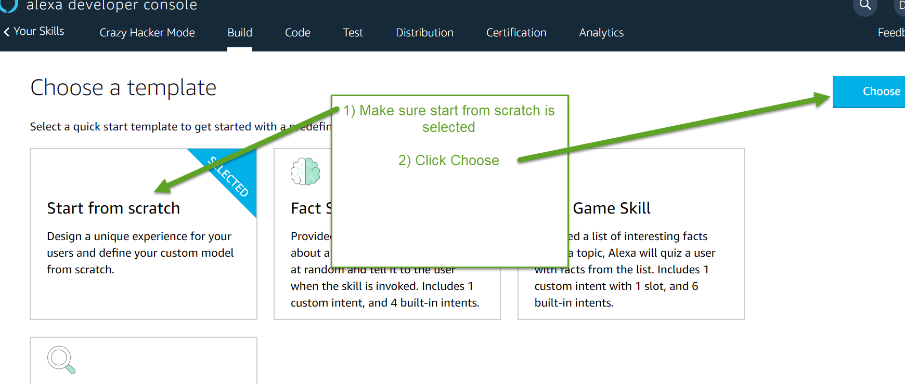 alexa developer console
Your Skills
Crazy Hacker Mode
Build
Code
Test
Distribution
Certification
Analytics
Feedb
Choose a template
Choose
Select a quick start template to get started with a
1) Make sure start from scratch is
selected
2) Click Choose
SELECTED
Start from scratch
Design a unique experience for your
users and define your custom model
from scratch.
Fact S
Provide
about a
at random and tell it to the user
when the skill is invoked. Includes 1
custom intent, and 4 built-in intents.
Game Skill
a list of interesting facts
topic, Alexa will quiz a user
with facts from the list. Includes 1
custom intent with 1 slot, and 6
built-in intents.